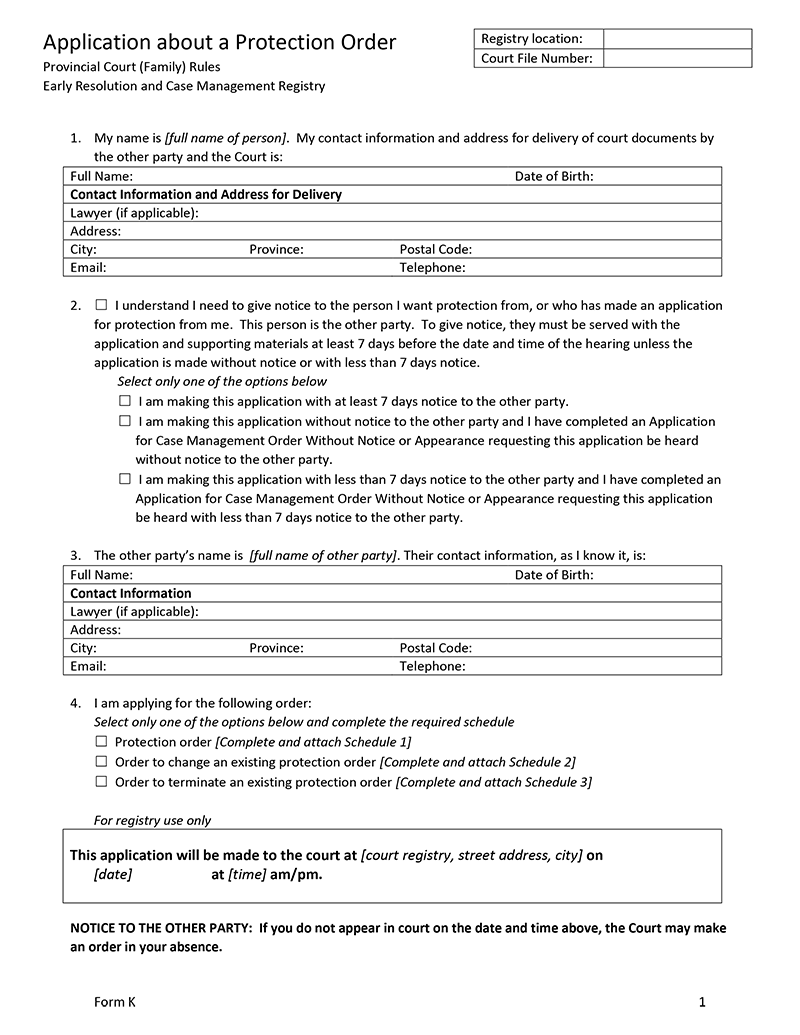 Application about a Protection Order
Registry location:
Provincial Court (Family) Rules
Court File Number:
Early Resolution and Case Management Registry
1. My name is [full name of person]. My contact information and address for delivery of court documents by
the other party and the Court is:
Full Name: Date of Birth:
Contact Information and Address for Delivery
Lawyer (if applicable):
Address:
City: Province: Postal Code:
Email: Telephone:
2. ☐ I understand I need to give notice to the person I want protection from, or who has made an application
for protection from me. This person is the other party. To give notice, they must be served with the
application and supporting materials at least 7 days before the date and time of the hearing unless the
application is made without notice or with less than 7 days notice.
Select only one of the options below
☐ I am making this application with at least 7 days notice to the other party.
☐ I am making this application without notice to the other party and I have completed an Application
for Case Management Order Without Notice or Appearance requesting this application be heard
without notice to the other party.
☐ I am making this application with less than 7 days notice to the other party and I have completed an
Application for Case Management Order Without Notice or Appearance requesting this application
be heard with less than 7 days notice to the other party.
3. The other party's name is [full name of other party]. Their contact information, as I know it, is:
Full Name: Date of Birth:
Contact Information
Lawyer (if applicable):
Address:
City: Province: Postal Code:
Email: Telephone:
4. I am applying for the following order:
Select only one of the options below and complete the required schedule
☐ Protection order [Complete and attach Schedule 1]
☐ Order to change an existing protection order [Complete and attach Schedule 2]
☐ Order to terminate an existing protection order [Complete and attach Schedule 3]
For registry use only
This application will be made to the court at [court registry, street address, city] on
[date] at [time] am/pm.
NOTICE TO THE OTHER PARTY: If you do not appear in court on the date and time above, the Court may make
an order in your absence.
Form K 1